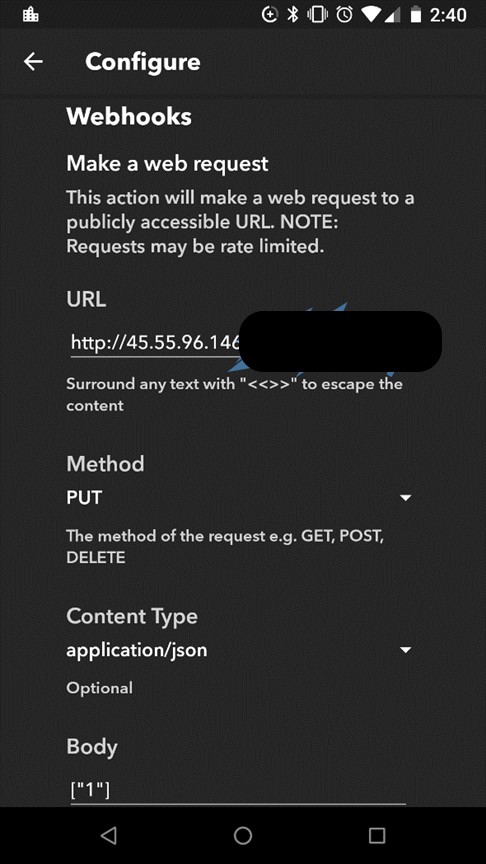 2:40
Configure
Webhooks
Make a web request
This action will make a web request to a
publicly accessible URL. NOTE:
Requests may be rate limited.
URL
http://45.55.96.146
Surround any text with "<<>>" to escape the
content
Method
PUT
The method of the request e.g. GET, POST,
DELETE
Content Type
application/json
Optional
Body
["1"]